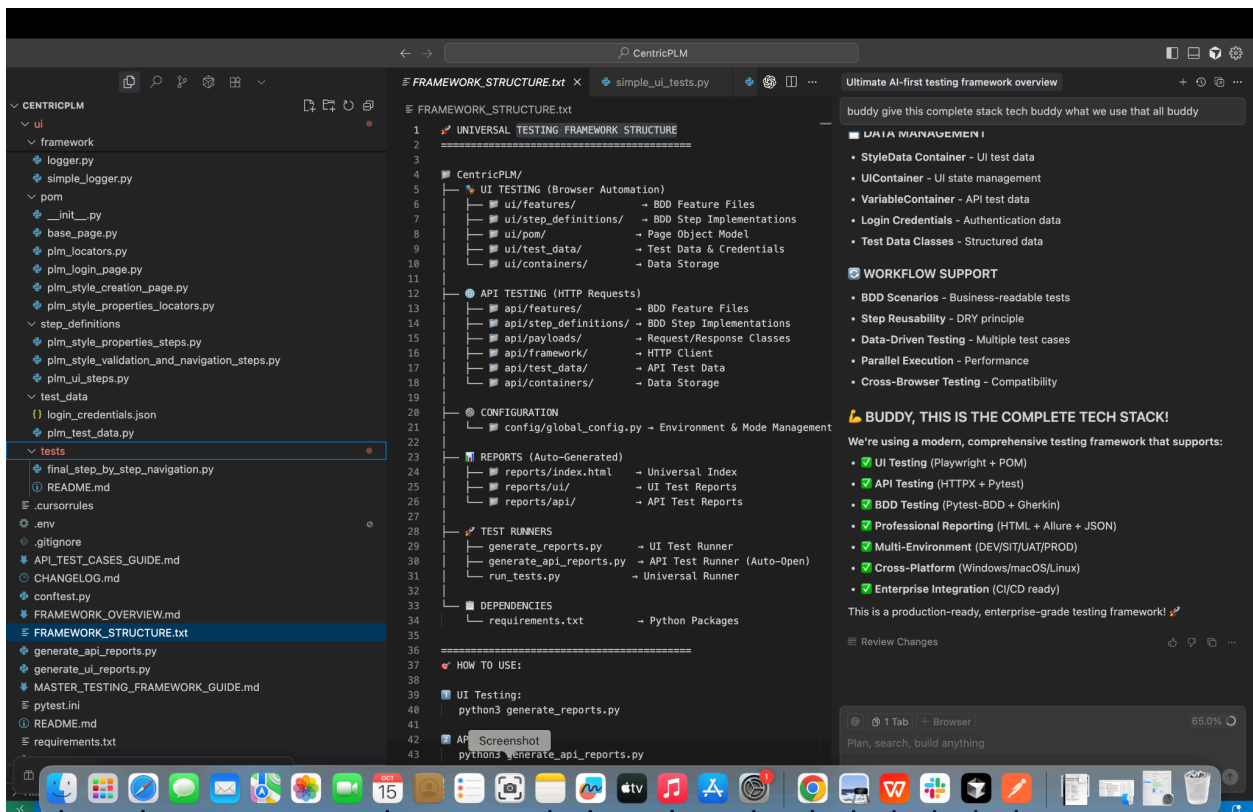 CentricPLM
CENTRICPLM
ui
framework
logger.py
simple_logger.py
pom
__init__.py
base_page.py
plm_locators.py
plm_login_page.py
plm_style_creation_page.py
plm_style_properties_locators.py
step_definitions
plm_style_properties_steps.py
plm_style_validation_and_navigation_steps.py
plm_ui_steps.py
test_data
{} login_credentials.json
plm_test_data.py
tests
final_step_by_step_navigation.py
README.md
.cursorrules
.env
.gitignore
API_TEST_CASES_GUIDE.md
CHANGELOG.md
conftest.py
FRAMEWORK_OVERVIEW.md
FRAMEWORK_STRUCTURE.txt
generate_api_reports.py
generate_ui_reports.py
MASTER_TESTING_FRAMEWORK_GUIDE.md
pytest.ini
README.md
requirements.txt
FRAMEWORK_STRUCTURE.txt
simple_ui_tests.py
FRAMEWORK_STRUCTURE.txt
1 🚀 UNIVERSAL TESTING FRAMEWORK STRUCTURE
2 ==========================================
3
4 📁 CentricPLM/
5 ├── 🎭 UI TESTING (Browser Automation)
6 │ ├── 📁 ui/features/ → BDD Feature Files
7 │ ├── 📁 ui/step_definitions/ → BDD Step Implementations
8 │ ├── 📁 ui/pom/ → Page Object Model
9 │ ├── 📁 ui/test_data/ → Test Data & Credentials
10 │ └── 📁 ui/containers/ → Data Storage
11 │
12 ├── 🌐 API TESTING (HTTP Requests)
13 │ ├── 📁 api/features/ → BDD Feature Files
14 │ ├── 📁 api/step_definitions/ → BDD Step Implementations
15 │ ├── 📁 api/payloads/ → Request/Response Classes
16 │ ├── 📁 api/framework/ → HTTP Client
17 │ ├── 📁 api/test_data/ → API Test Data
18 │ └── 📁 api/containers/ → Data Storage
19 │
20 ├── ⚙️ CONFIGURATION
21 │ └── 📁 config/global_config.py → Environment & Mode Management
22 │
23 ├── 📊 REPORTS (Auto-Generated)
24 │ ├── 📁 reports/index.html → Universal Index
25 │ ├── 📁 reports/ui/ → UI Test Reports
26 │ └── 📁 reports/api/ → API Test Reports
27 │
28 ├── 🚀 TEST RUNNERS
29 │ ├── generate_reports.py → UI Test Runner
30 │ ├── generate_api_reports.py → API Test Runner (Auto-Open)
31 │ └── run_tests.py → Universal Runner
32 │
33 └── 📋 DEPENDENCIES
34 └── requirements.txt → Python Packages
35
36 ==========================================
37 🎯 HOW TO USE:
38
39 1️⃣ UI Testing:
40 python3 generate_reports.py
41
42 2️⃣ AP
43 python3 generate_api_reports.py
Screenshot
Ultimate AI-first testing framework overview
buddy give this complete stack tech buddy what we use that all buddy
DATA MANAGEMENT
• StyleData Container - UI test data
• UIContainer - UI state management
• VariableContainer - API test data
• Login Credentials - Authentication data
• Test Data Classes - Structured data
🔄 WORKFLOW SUPPORT
• BDD Scenarios - Business-readable tests
• Step Reusability - DRY principle
• Data-Driven Testing - Multiple test cases
• Parallel Execution - Performance
• Cross-Browser Testing - Compatibility
💪 BUDDY, THIS IS THE COMPLETE TECH STACK!
We're using a modern, comprehensive testing framework that supports:
• ✅ UI Testing (Playwright + POM)
• ✅ API Testing (HTTPX + Pytest)
• ✅ BDD Testing (Pytest-BDD + Gherkin)
• ✅ Professional Reporting (HTML + Allure + JSON)
• ✅ Multi-Environment (DEV/SIT/UAT/PROD)
• ✅ Cross-Platform (Windows/macOS/Linux)
• ✅ Enterprise Integration (CI/CD ready)
This is a production-ready, enterprise-grade testing framework! 🚀
Review Changes
@ 1 Tab + Browser 65.0%
Plan, search, build anything
OCT
15
tv
1